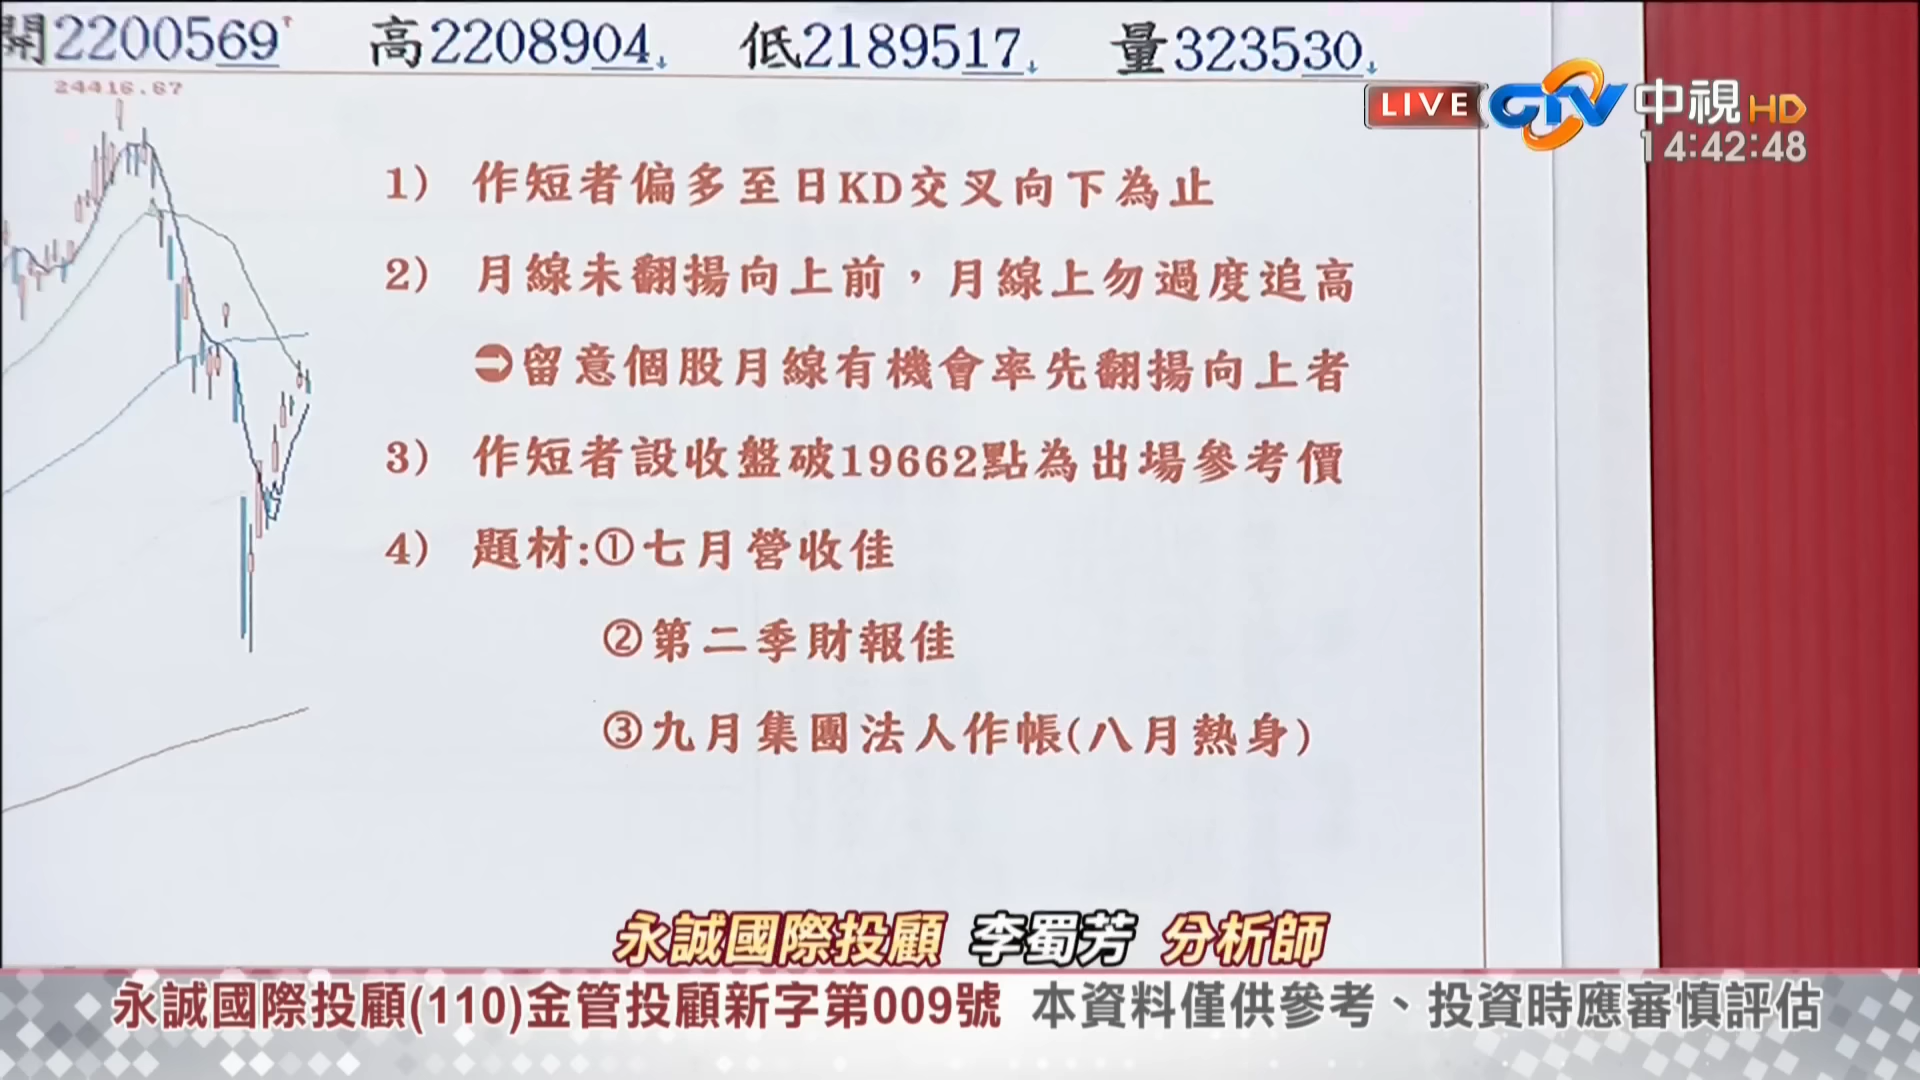 開2200569↑ 高2208904↓ 低2189517↓ 量323530↓
24416.67
LIVE CTV 中視HD
14:42:48
1) 作短者偏多至日KD交叉向下為止
2) 月線未翻揚向上前，月線上勿過度追高
➲留意個股月線有機會率先翻揚向上者
3) 作短者設收盤破19662點為出場參考價
4) 題材:①七月營收佳
②第二季財報佳
③九月集團法人作帳(八月熱身)
永誠國際投顧 李蜀芳 分析師
永誠國際投顧(110)金管投顧新字第009號 本資料僅供參考、投資時應審慎評估